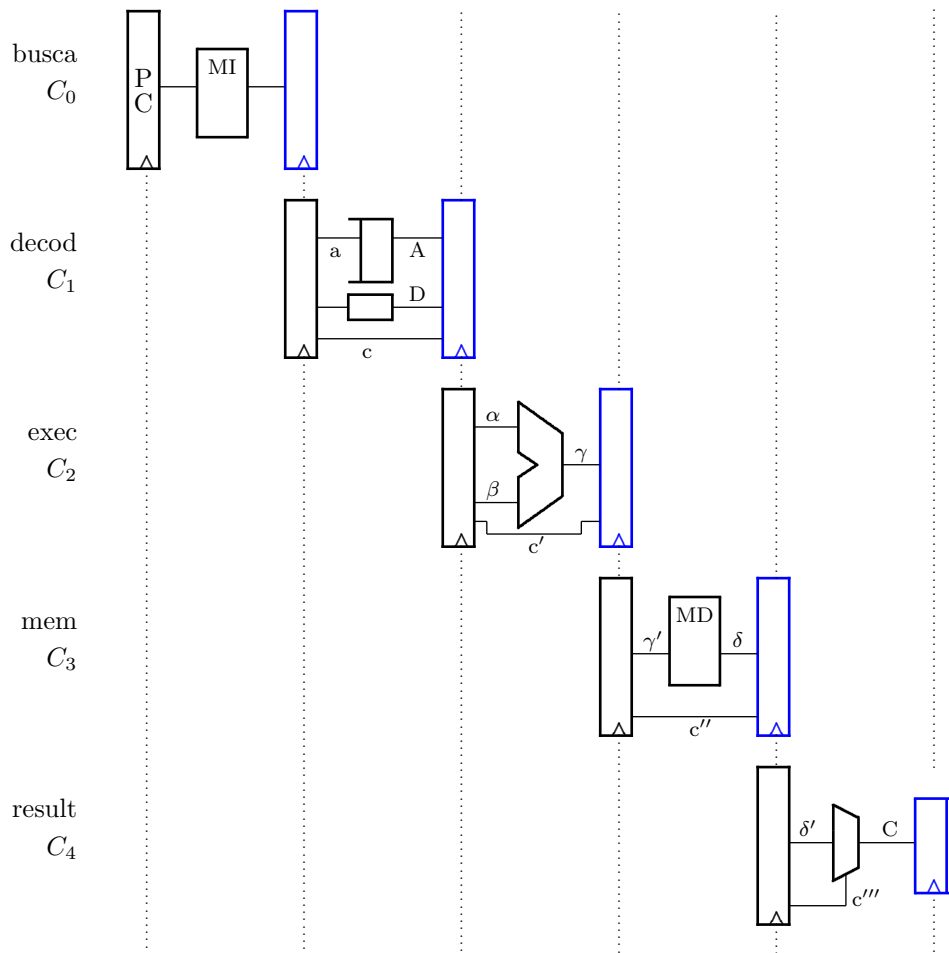 busca
C₀
P
C
MI
decod
C₁
a
A
D
c
exec
C₂
α
β
γ
c′
mem
C₃
γ′
MD
δ
c″
result
C₄
δ′
C
c‴